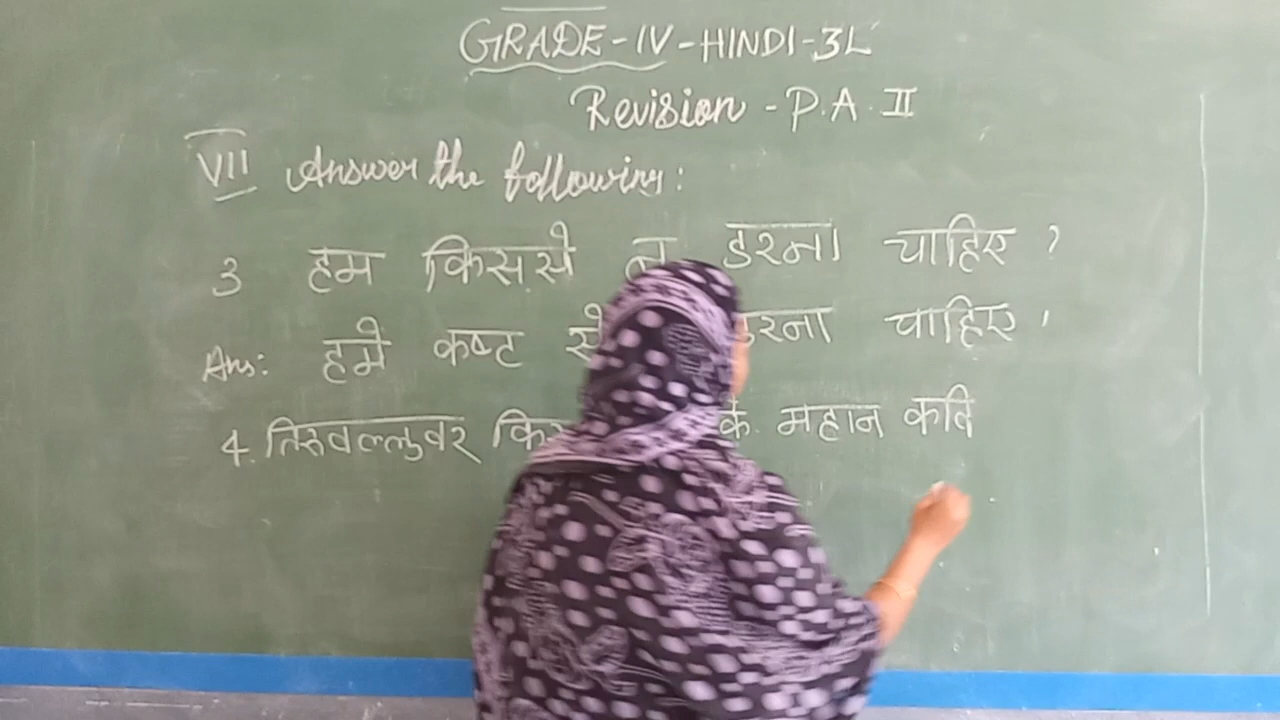 GRADE-IV-HINDI-3L
Revision - P.A. II
VII Answer the following:
3 हम किससे न डरना चाहिए ?
Ans: हमे कष्ट से डरना चाहिए '
4. तिरुवल्लुवर के. महान कवि